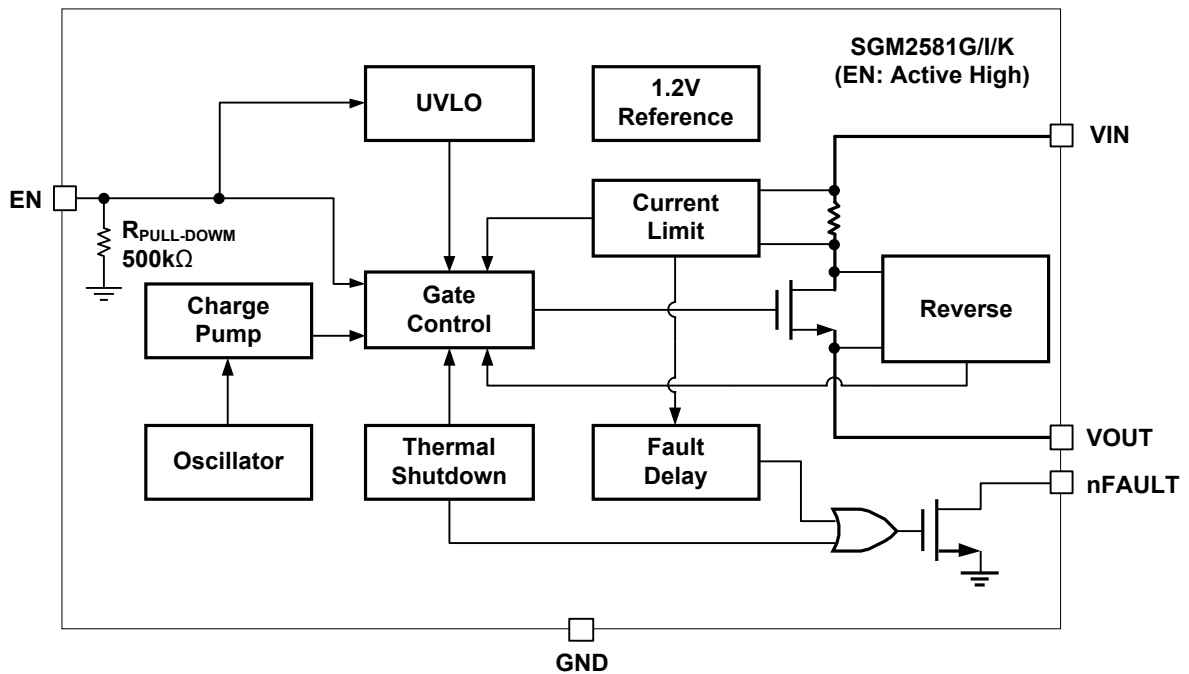 SGM2581G/I/K
(EN: Active High)
UVLO
1.2V
Reference
VIN
EN
RPULL-DOWM
500kΩ
Current
Limit
Charge
Pump
Gate
Control
Reverse
Oscillator
Thermal
Shutdown
Fault
Delay
VOUT
nFAULT
GND